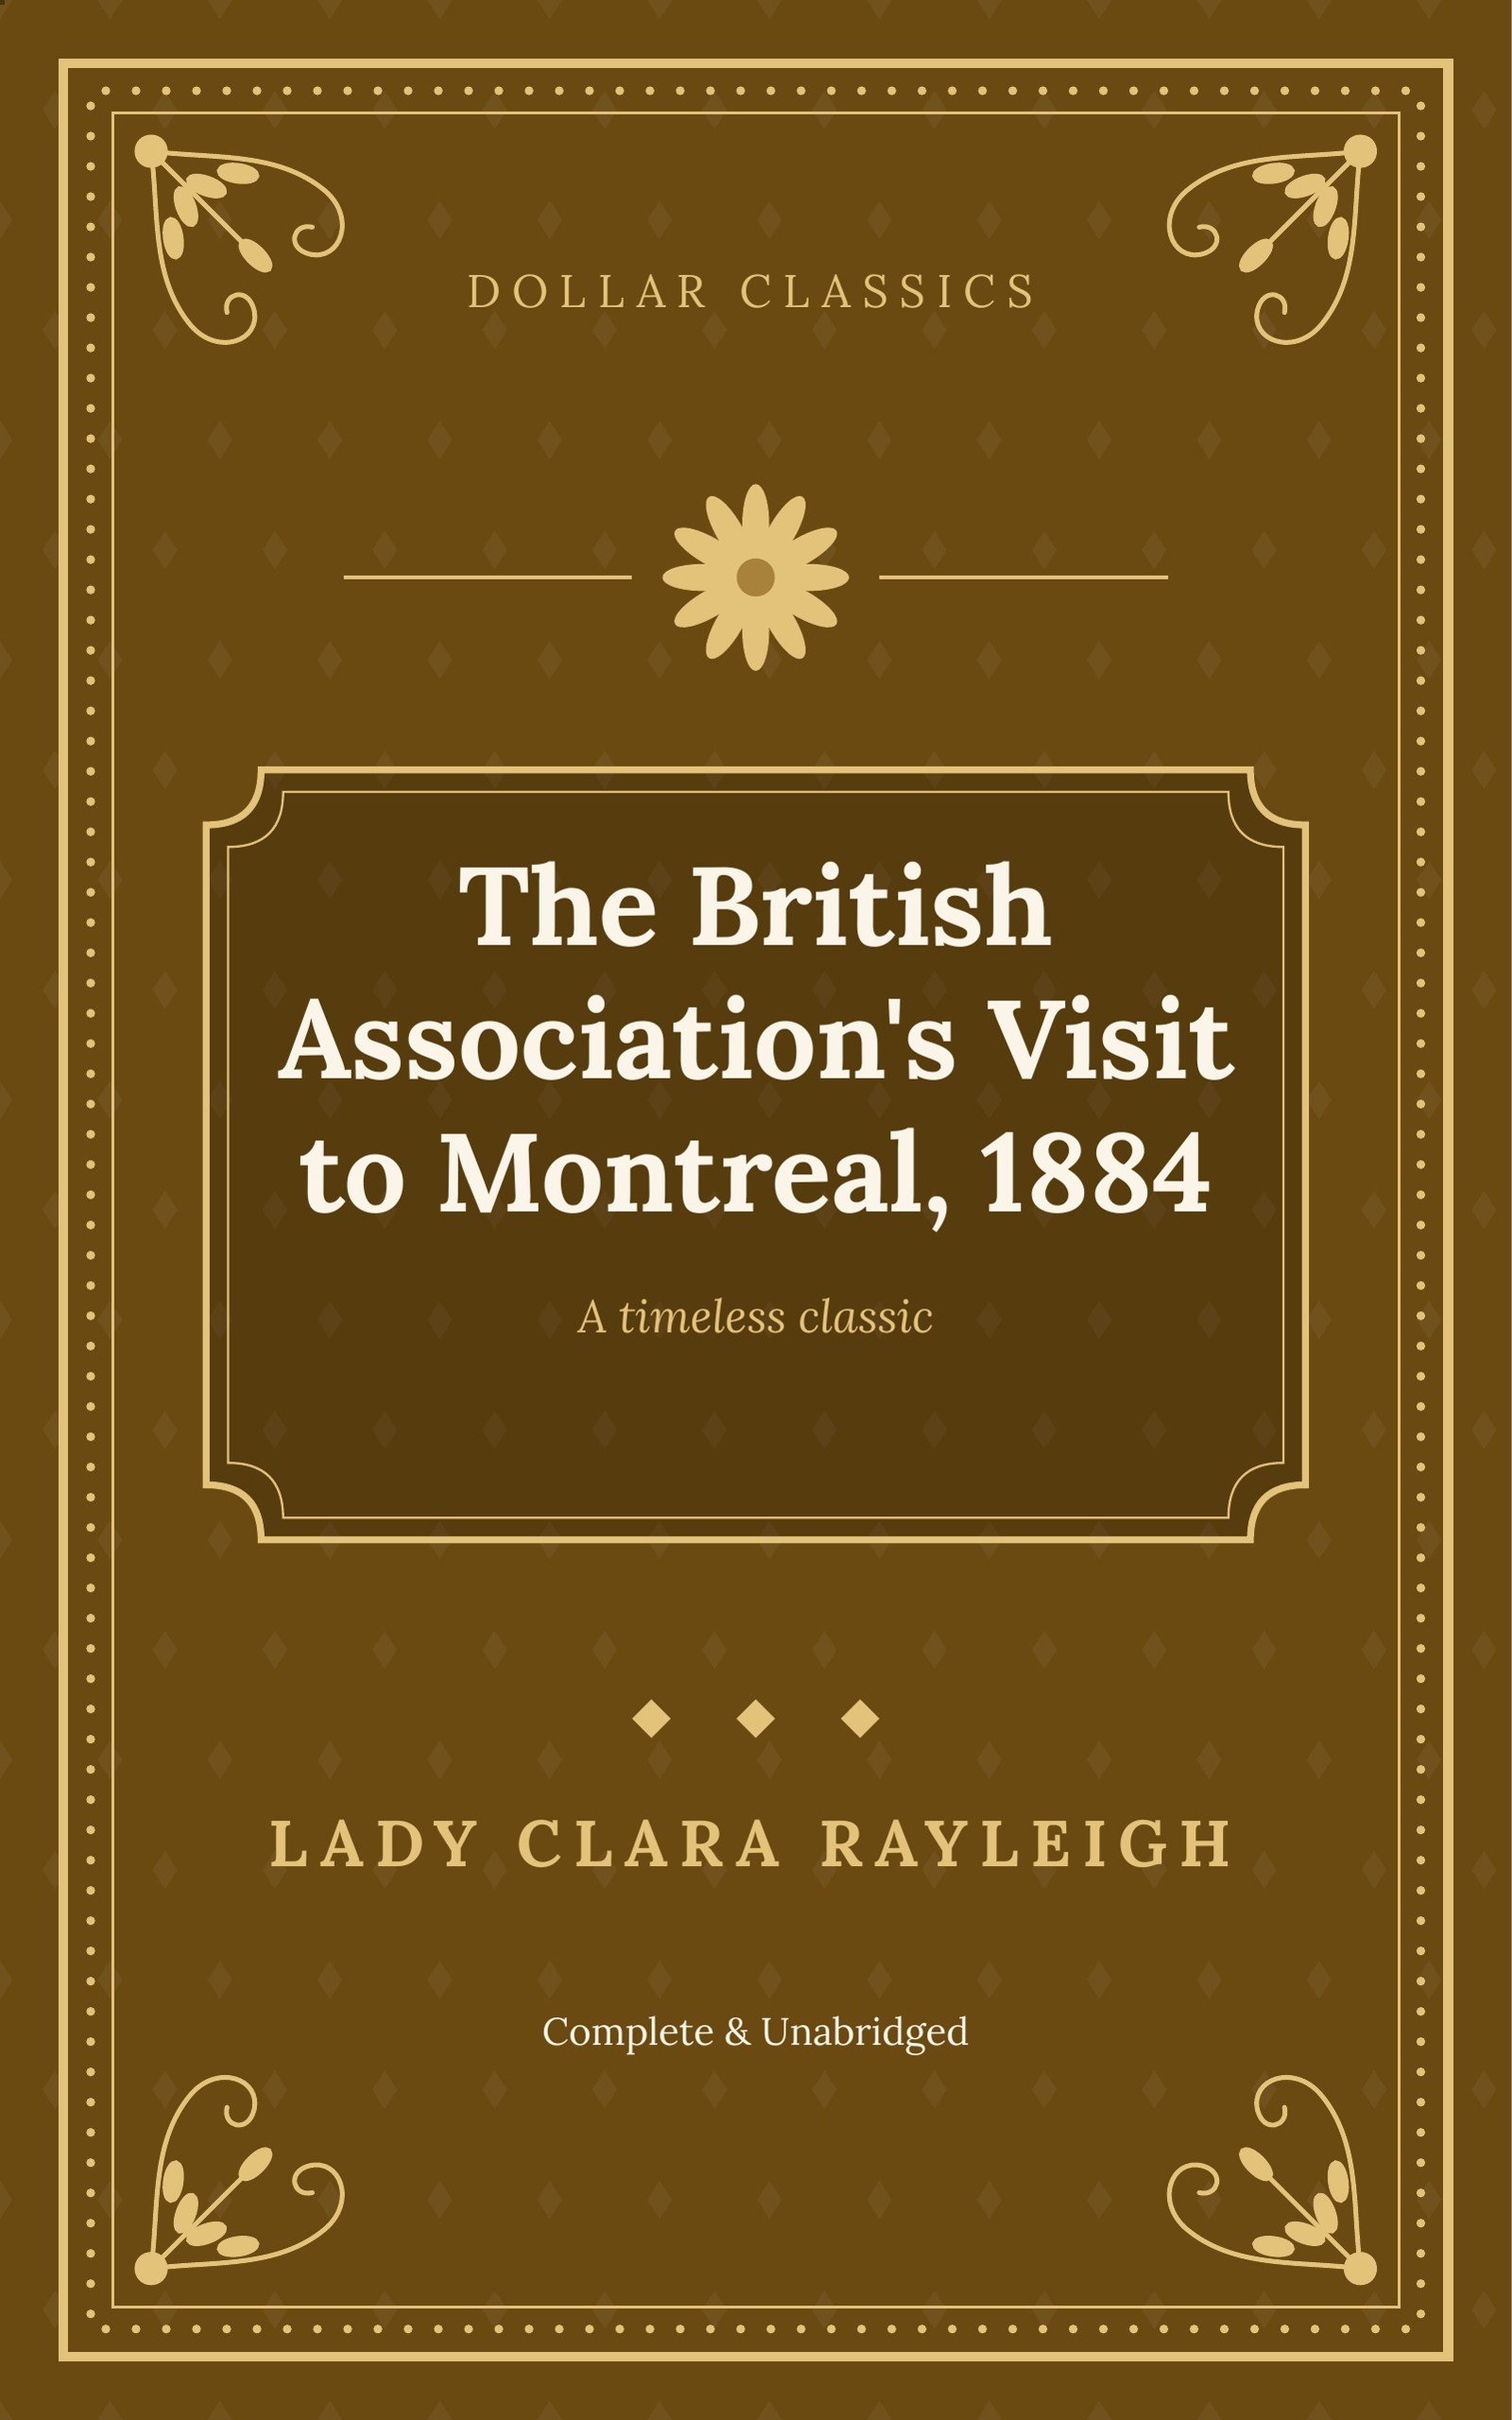 DOLLAR CLASSICS
The British
Association's Visit
to Montreal, 1884
A timeless classic
LADY CLARA RAYLEIGH
Complete & Unabridged